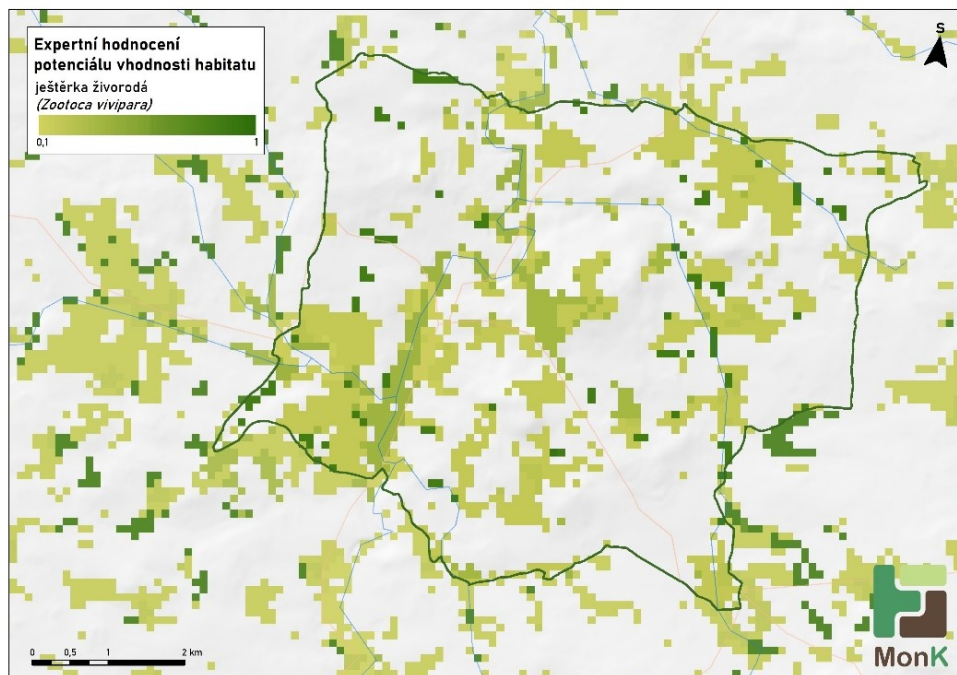 Expertní hodnocení
potenciálu vhodnosti habitatu
ještěrka živorodá
(Zootoca vivipara)
0,1 1
S
0 0,5 1 2 km
MonK